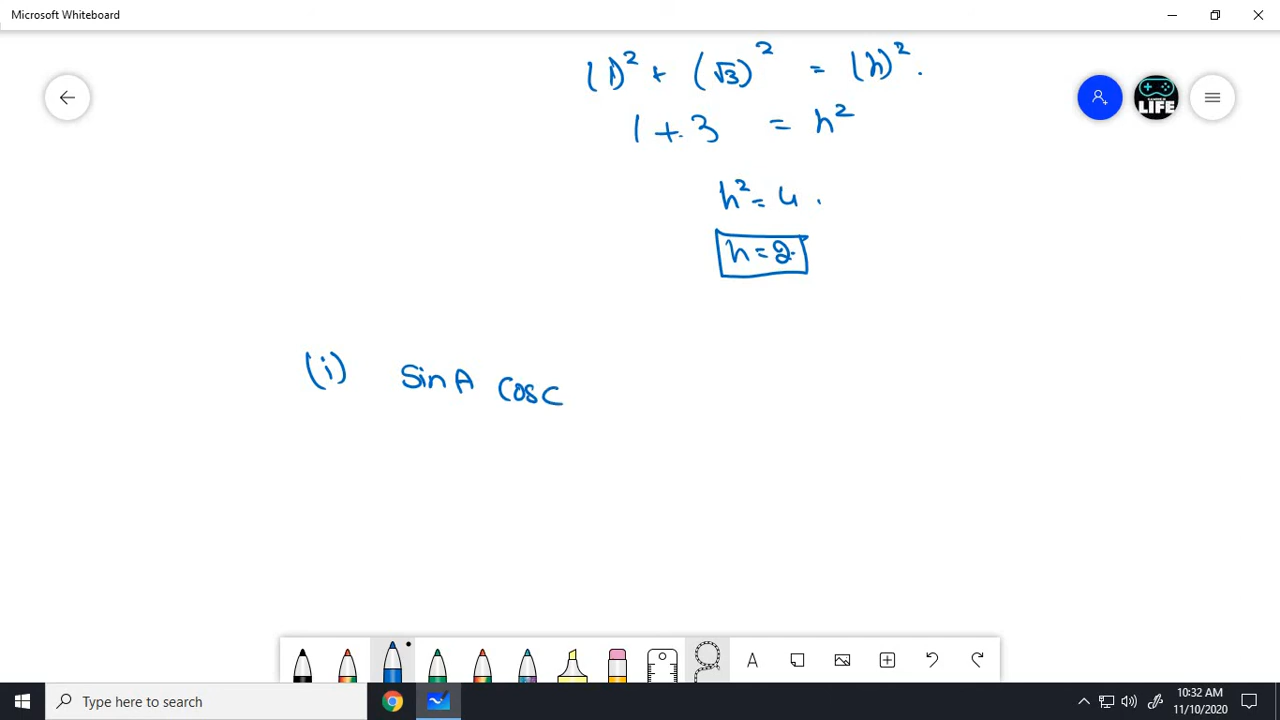 Microsoft Whiteboard
(1)² + (√3)² = (h)².
1 + 3 = h²
h² = 4.
h = 2.
LIFE
(i) Sin A Cos C
A
Type here to search
10:32 AM
11/10/2020